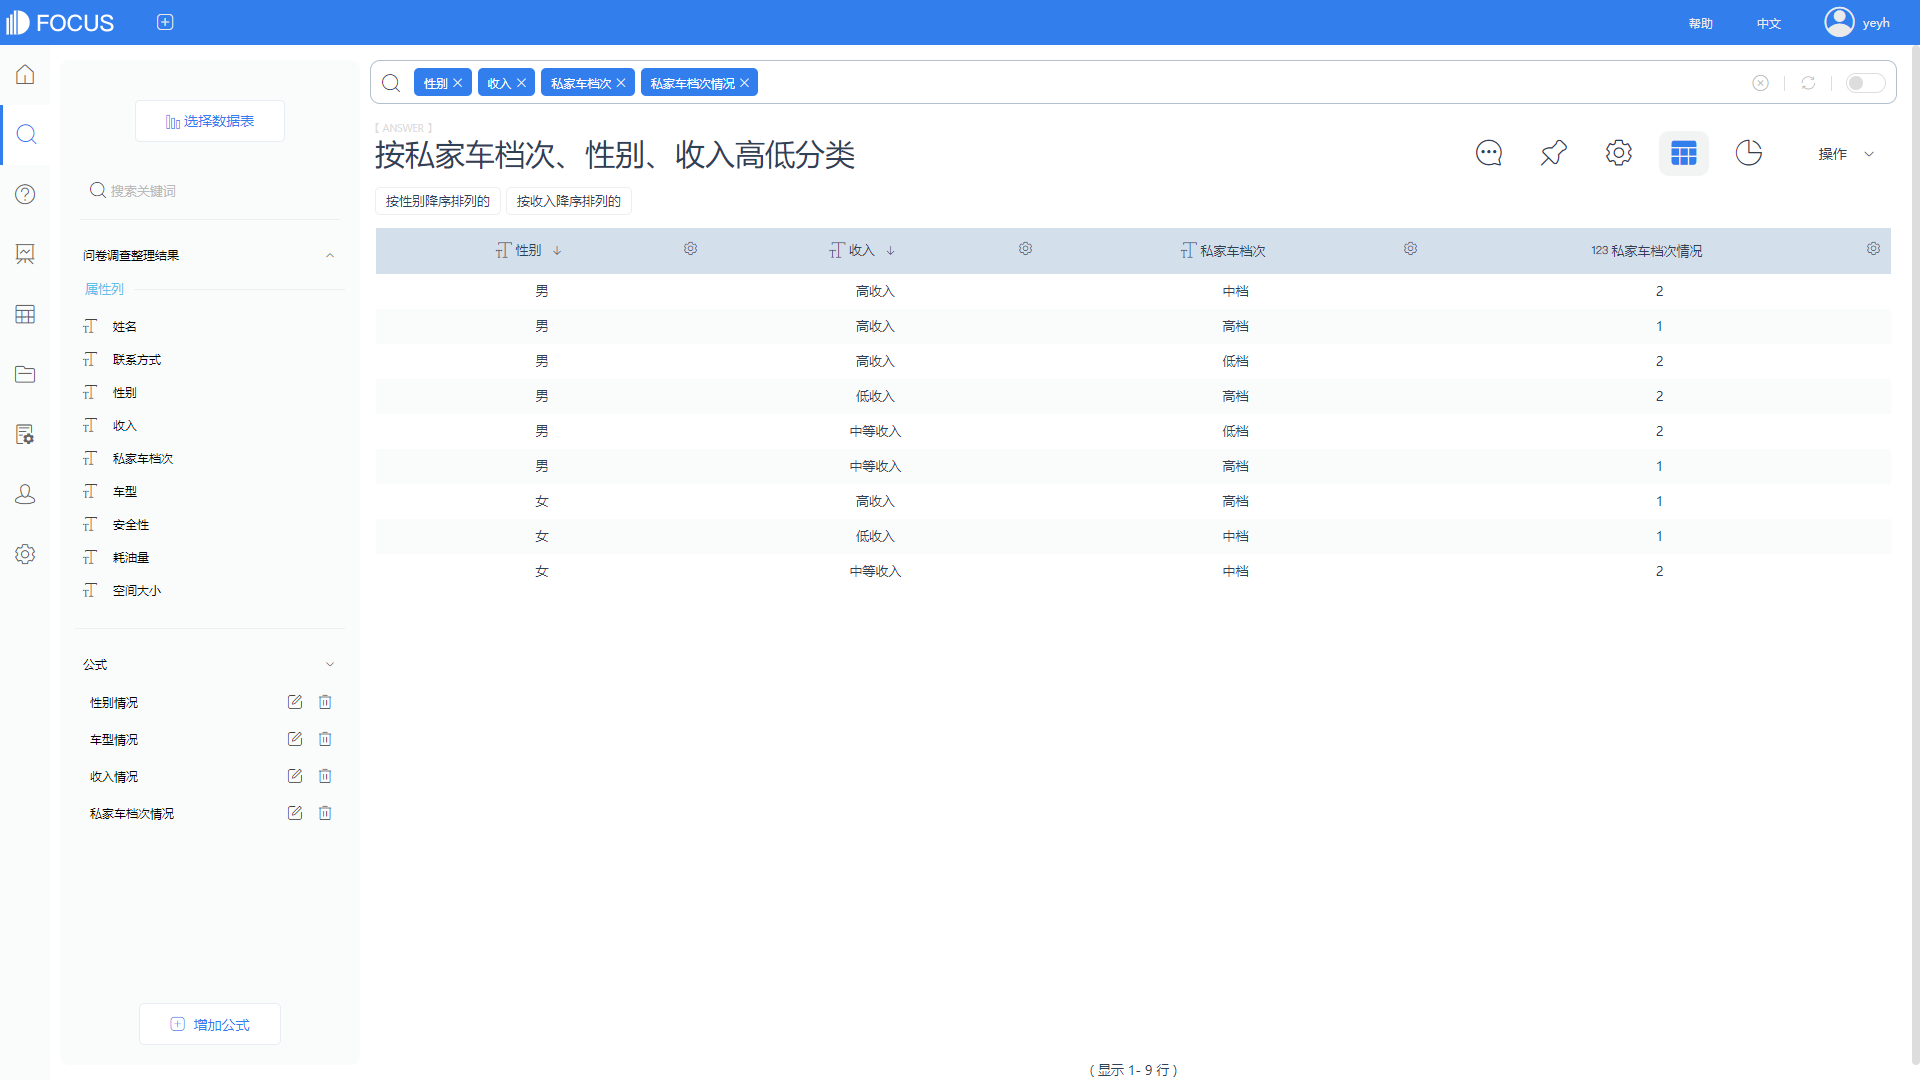 FOCUS
帮助 中文 yeyh
选择数据表
搜索关键词
问卷调查整理结果
属性列
姓名
联系方式
性别
收入
私家车档次
车型
安全性
耗油量
空间大小
公式
性别情况
车型情况
收入情况
私家车档次情况
增加公式
性别 收入 私家车档次 私家车档次情况
【 ANSWER 】
按私家车档次、性别、收入高低分类
操作
按性别降序排列的 按收入降序排列的
性别 收入 私家车档次 123 私家车档次情况
男 高收入 中档 2
男 高收入 高档 1
男 高收入 低档 2
男 低收入 高档 2
男 中等收入 低档 2
男 中等收入 高档 1
女 高收入 高档 1
女 低收入 中档 1
女 中等收入 中档 2
( 显示 1- 9 行 )